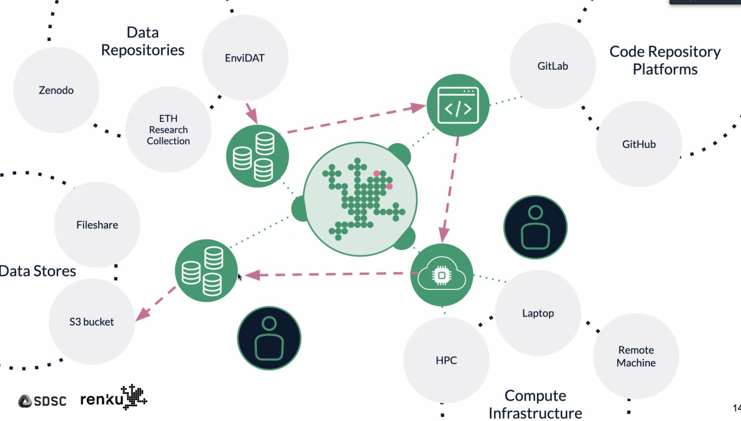 Data
Repositories
EnviDAT
Zenodo
ETH
Research
Collection
GitLab
Code Repository
Platforms
GitHub
</>
Fileshare
Data Stores
S3 bucket
Laptop
HPC
Remote
Machine
Compute
Infrastructure
SDSC
renku
14